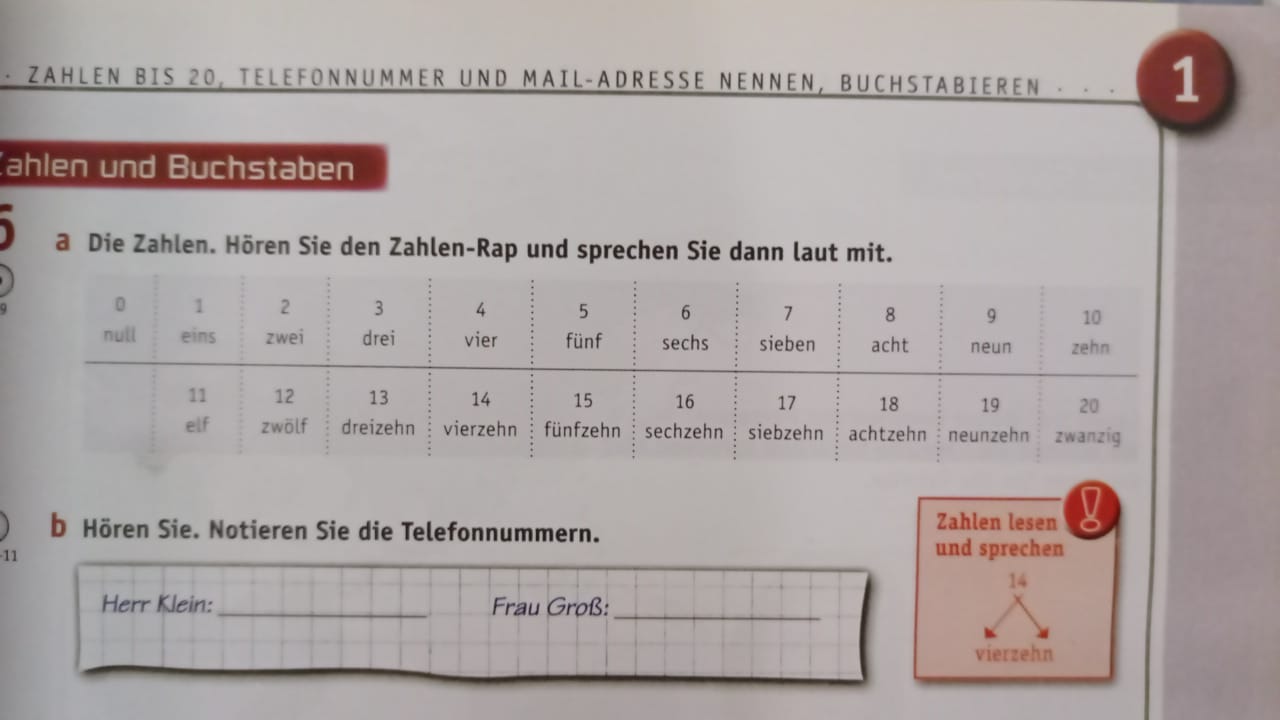 · ZAHLEN BIS 20, TELEFONNUMMER UND MAIL-ADRESSE NENNEN, BUCHSTABIEREN · · ·
1
ahlen und Buchstaben
6
a Die Zahlen. Hören Sie den Zahlen-Rap und sprechen Sie dann laut mit.
9
0 1 2 3 4 5 6 7 8 9 10
null eins zwei drei vier fünf sechs sieben acht neun zehn
11 12 13 14 15 16 17 18 19 20
elf zwölf dreizehn vierzehn fünfzehn sechzehn siebzehn achtzehn neunzehn zwanzig
b Hören Sie. Notieren Sie die Telefonnummern.
-11
Herr Klein: Frau Groß:
Zahlen lesen
und sprechen
14
vierzehn